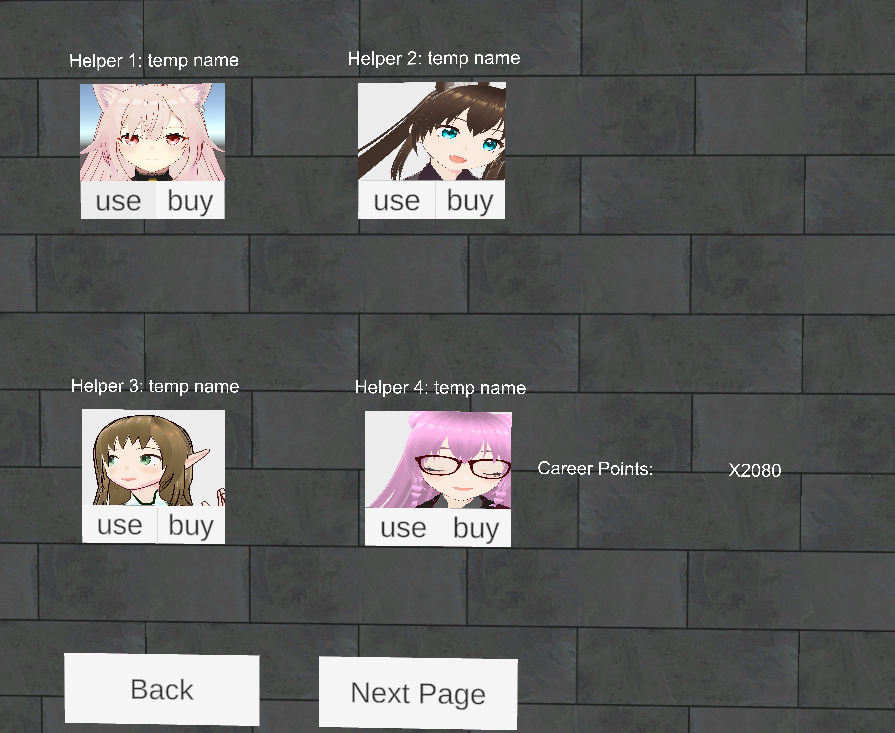 Helper 1: temp name
Helper 2: temp name
use buy
use buy
Helper 3: temp name
Helper 4: temp name
Career Points: X2080
use buy
use buy
Back
Next Page